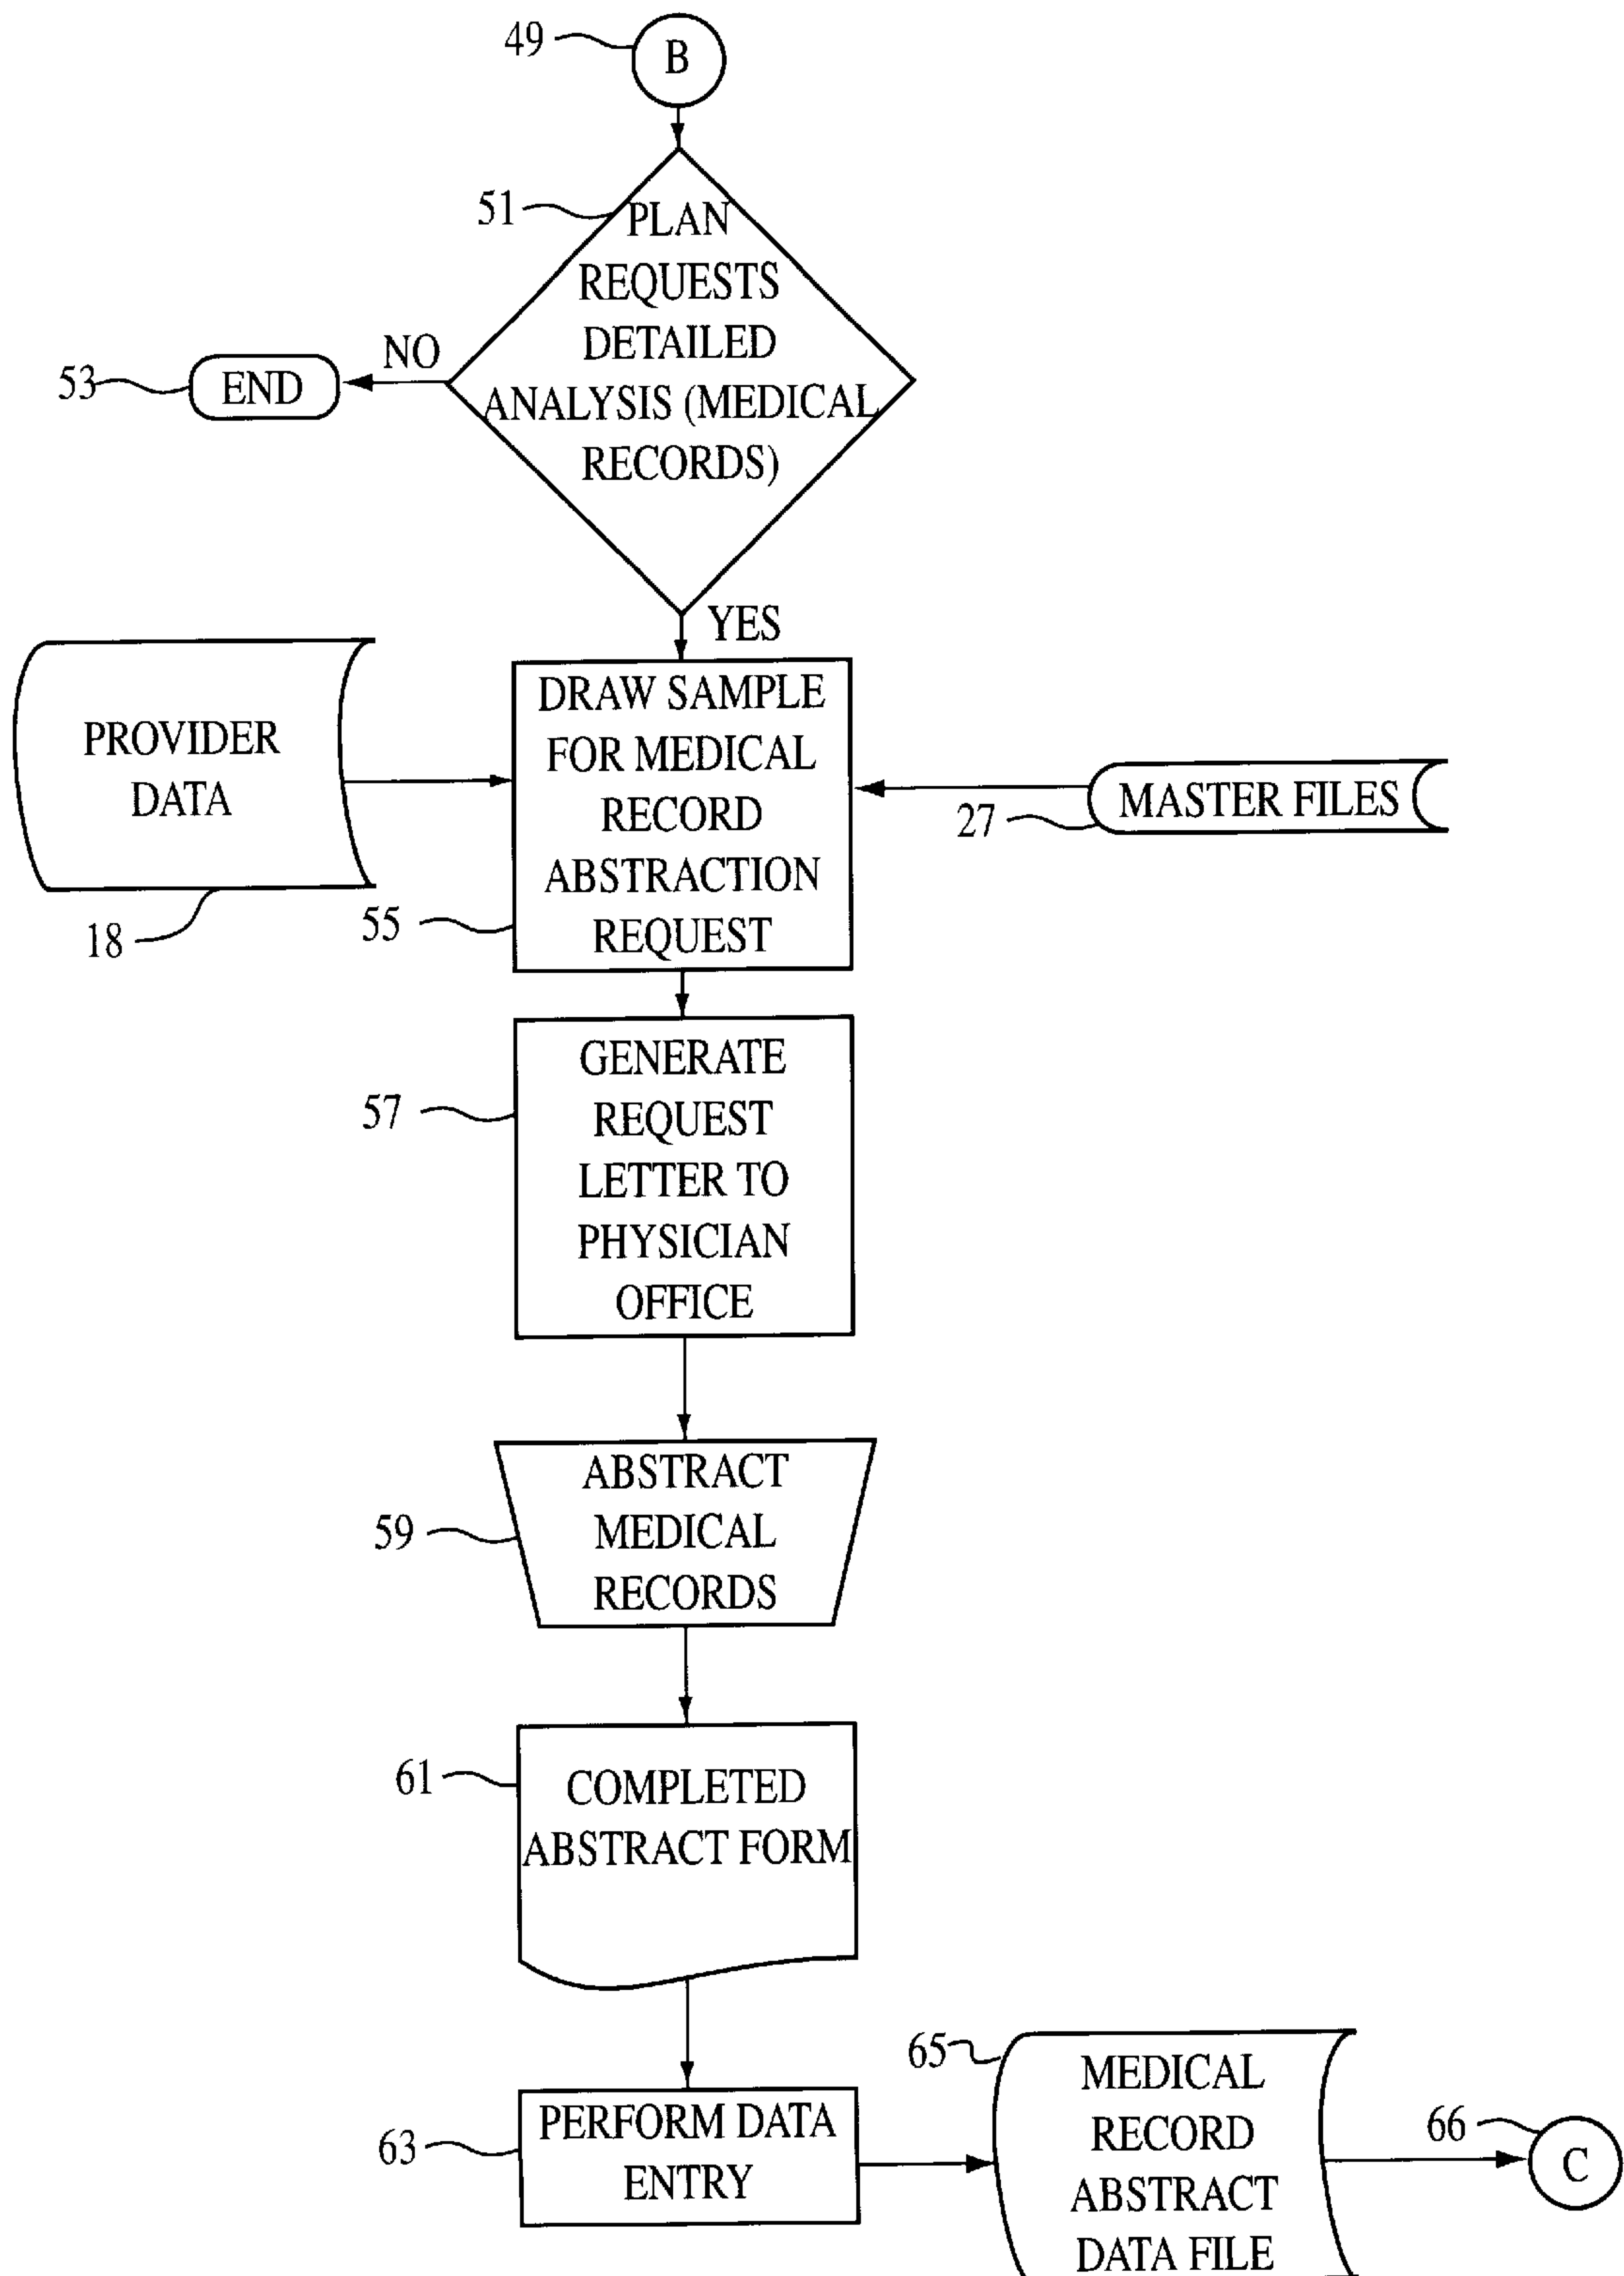 49
B
51
PLAN
REQUESTS
DETAILED
ANALYSIS (MEDICAL
RECORDS)
NO
53
END
YES
PROVIDER
DATA
18
DRAW SAMPLE
FOR MEDICAL
RECORD
ABSTRACTION
REQUEST
55
MASTER FILES
27
GENERATE
REQUEST
LETTER TO
PHYSICIAN
OFFICE
57
ABSTRACT
MEDICAL
RECORDS
59
61
COMPLETED
ABSTRACT FORM
63
PERFORM DATA
ENTRY
65
MEDICAL
RECORD
ABSTRACT
DATA FILE
66
C